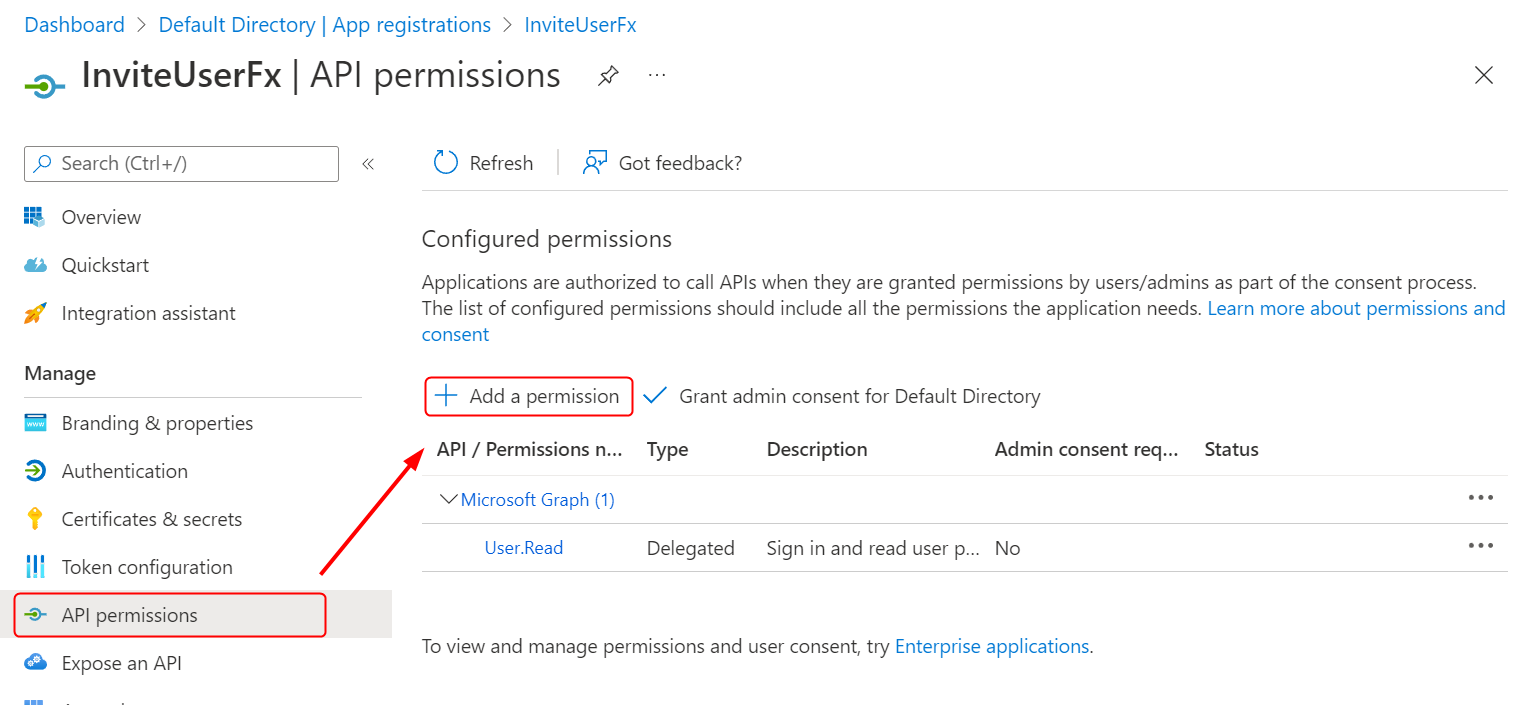 Dashboard > Default Directory | App registrations > InviteUserFx
InviteUserFx | API permissions
Search (Ctrl+/)
Overview
Quickstart
Integration assistant
Manage
Branding & properties
Authentication
Certificates & secrets
Token configuration
API permissions
Expose an API
Refresh
Got feedback?
Configured permissions
Applications are authorized to call APIs when they are granted permissions by users/admins as part of the consent process.
The list of configured permissions should include all the permissions the application needs. Learn more about permissions and
consent
Add a permission
Grant admin consent for Default Directory
API / Permissions n... Type Description Admin consent req... Status
Microsoft Graph (1)
User.Read Delegated Sign in and read user p... No
To view and manage permissions and user consent, try Enterprise applications.